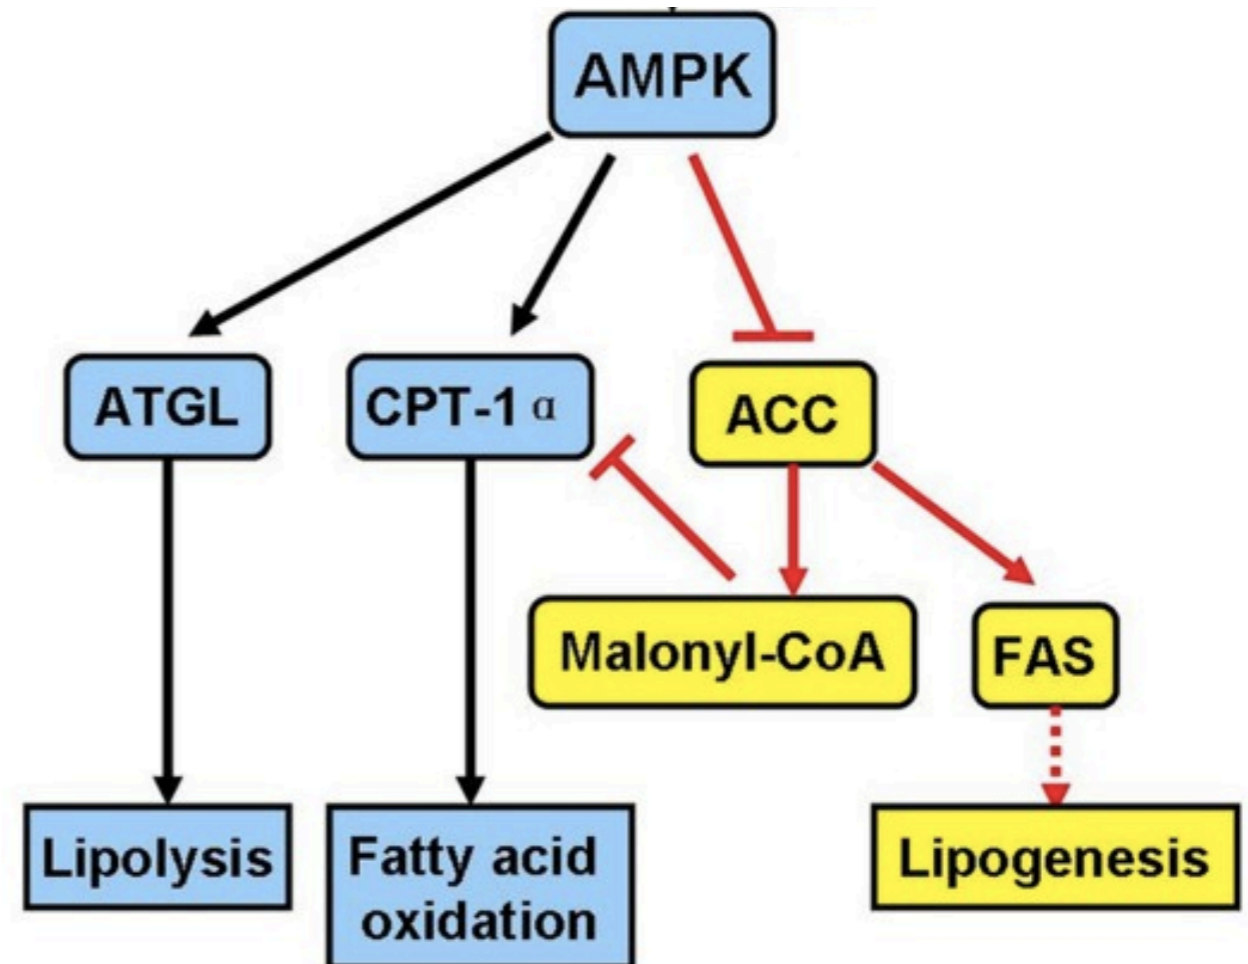 AMPK
ATGL
CPT-1 α
ACC
Malonyl-CoA
FAS
Lipolysis
Fatty acid
oxidation
Lipogenesis